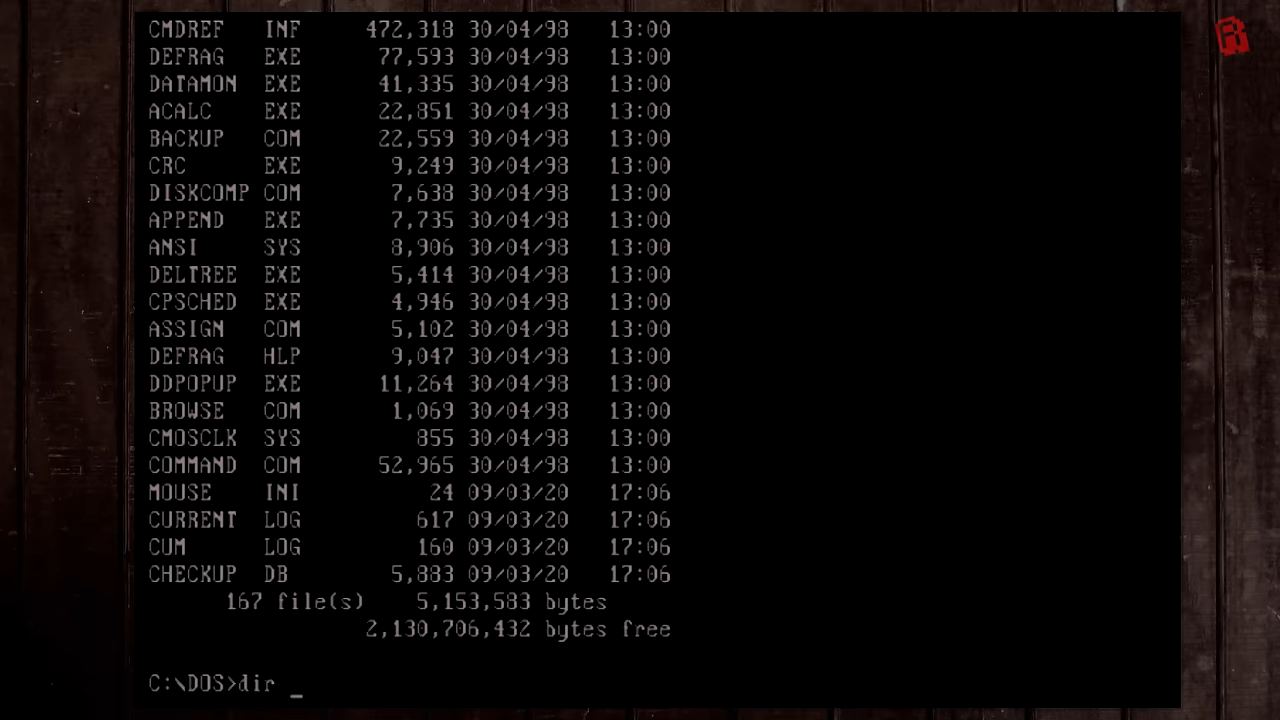 CMDREF   INF     472,318 30/04/98   13:00
DEFRAG   EXE      77,593 30/04/98   13:00
DATAMON  EXE      41,335 30/04/98   13:00
ACALC    EXE      22,851 30/04/98   13:00
BACKUP   COM      22,559 30/04/98   13:00
CRC      EXE       9,249 30/04/98   13:00
DISKCOMP COM       7,638 30/04/98   13:00
APPEND   EXE       7,735 30/04/98   13:00
ANSI     SYS       8,906 30/04/98   13:00
DELTREE  EXE       5,414 30/04/98   13:00
CPSCHED  EXE       4,946 30/04/98   13:00
ASSIGN   COM       5,102 30/04/98   13:00
DEFRAG   HLP       9,047 30/04/98   13:00
DDPOPUP  EXE      11,264 30/04/98   13:00
BROWSE   COM       1,069 30/04/98   13:00
CMOSCLK  SYS         855 30/04/98   13:00
COMMAND  COM      52,965 30/04/98   13:00
MOUSE    INI          24 09/03/20   17:06
CURRENT  LOG         617 09/03/20   17:06
CUM      LOG         160 09/03/20   17:06
CHECKUP  DB        5,883 09/03/20   17:06
167 file(s)    5,153,583 bytes
2,130,706,432 bytes free
C:\DOS>dir _